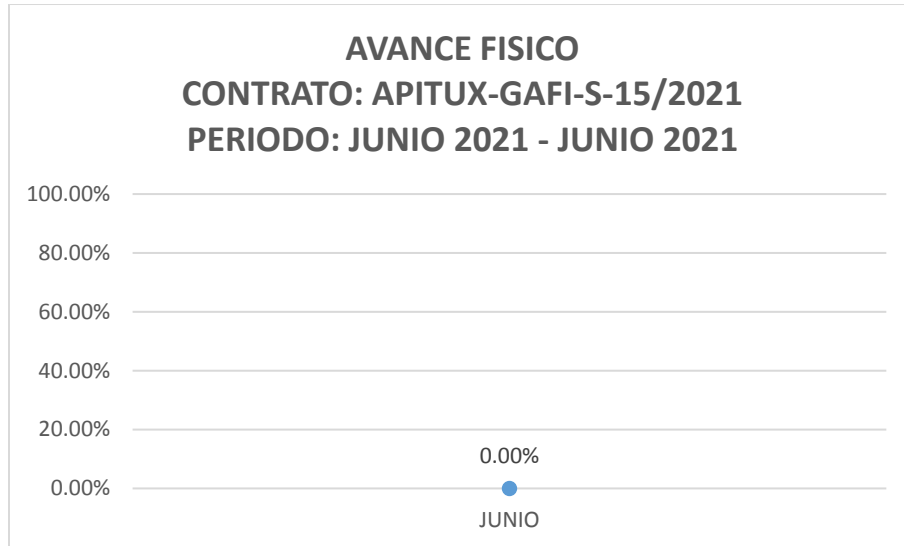 AVANCE FISICO
CONTRATO: APITUX-GAFI-S-15/2021
PERIODO: JUNIO 2021 - JUNIO 2021
100.00%
80.00%
60.00%
40.00%
20.00%
0.00%
0.00%
JUNIO